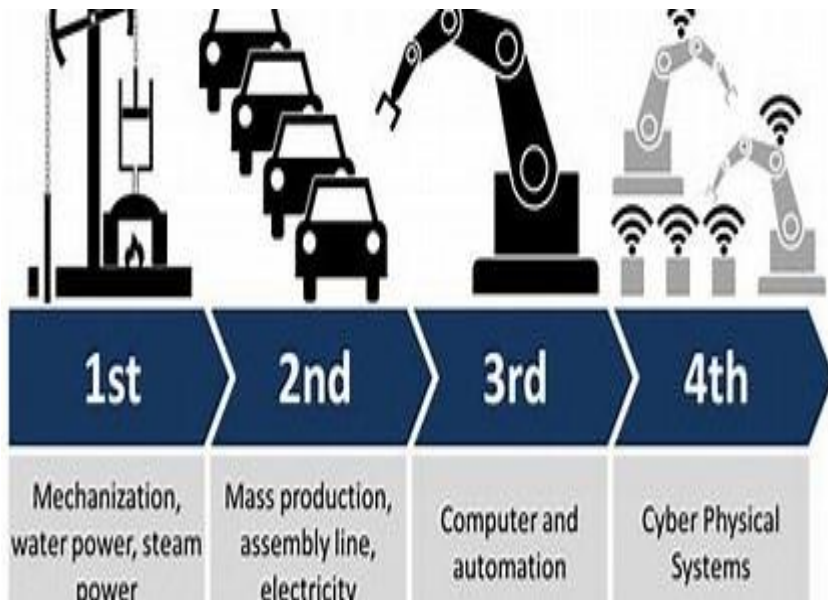 1st
2nd
3rd
4th
Mechanization,
water power, steam
power
Mass production,
assembly line,
electricity
Computer and
automation
Cyber Physical
Systems